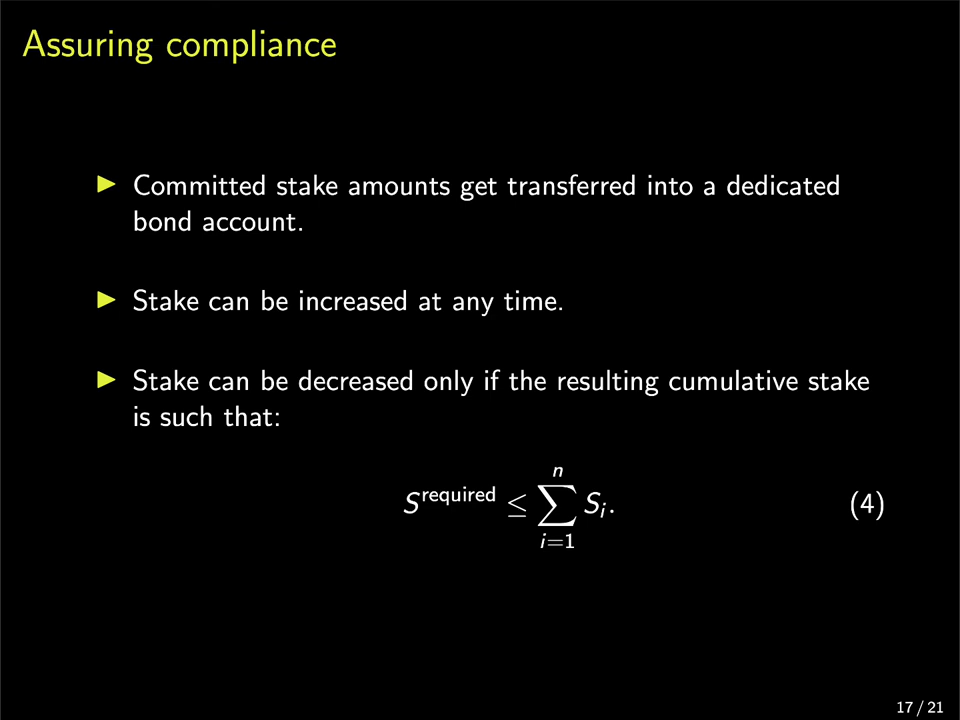 Assuring compliance
▶ Committed stake amounts get transferred into a dedicated
bond account.
▶ Stake can be increased at any time.
▶ Stake can be decreased only if the resulting cumulative stake
is such that:
S^required ≤ ∑_{i=1}^{n} S_i. (4)
17 / 21